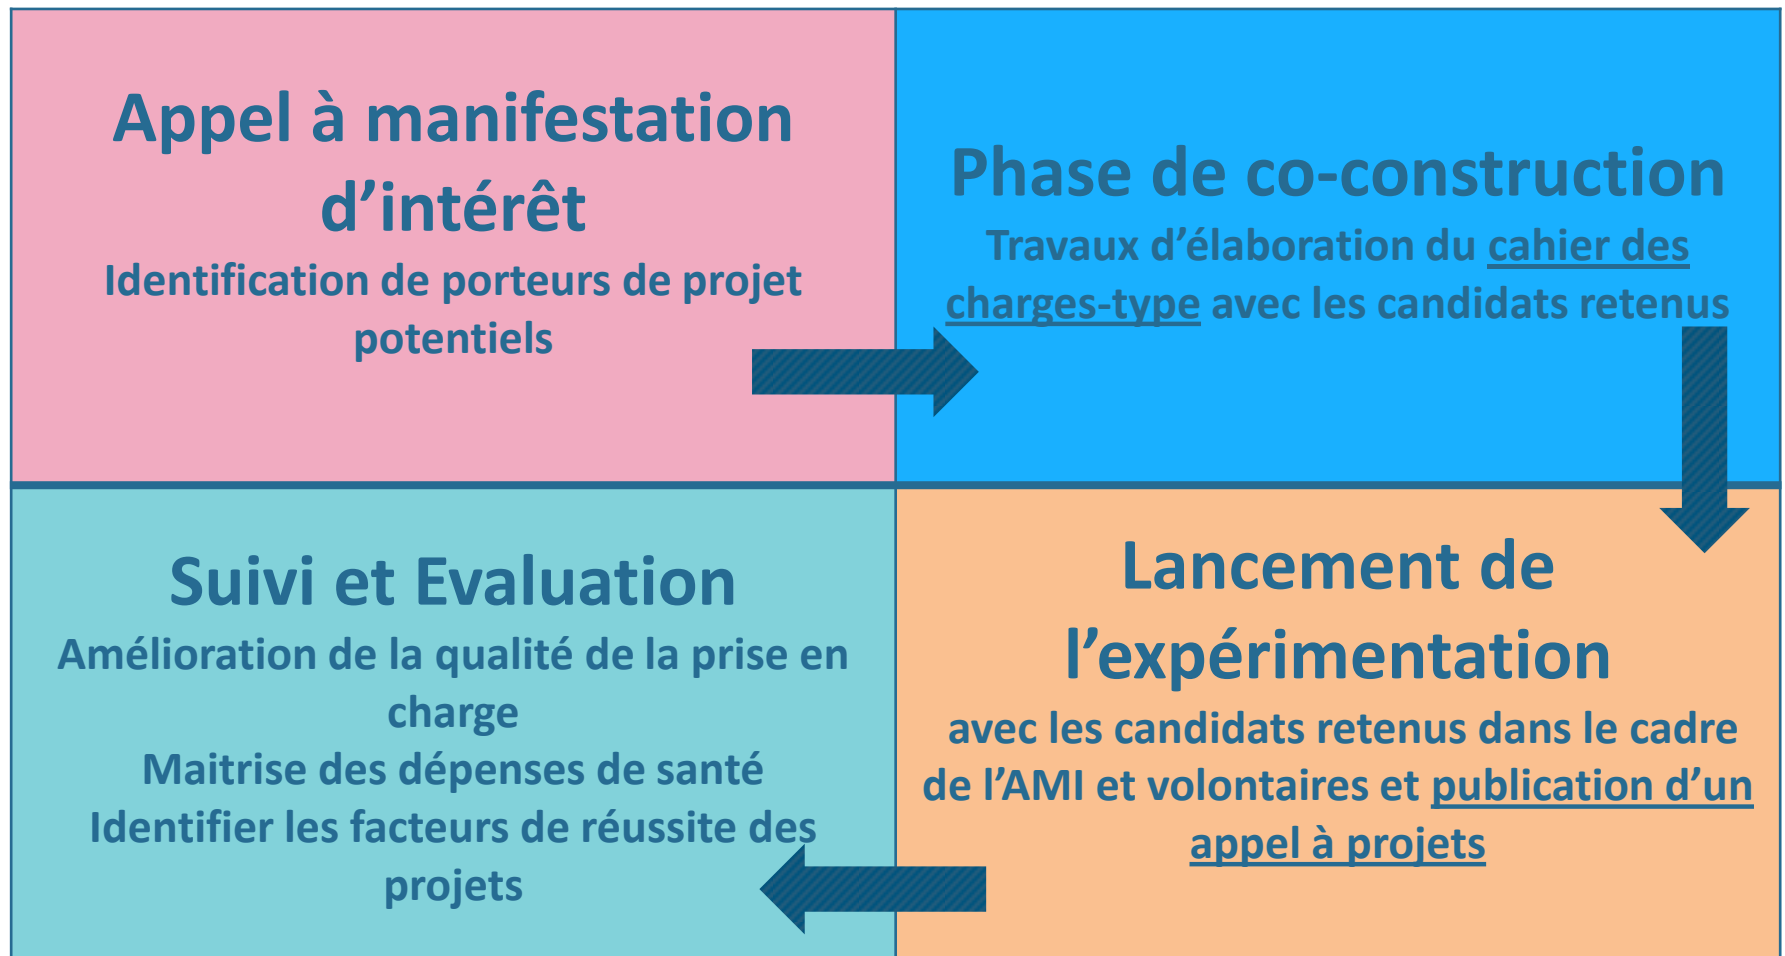 Appel à manifestation
d’intérêt
Identification de porteurs de projet
potentiels
Phase de co-construction
Travaux d’élaboration du cahier des
charges-type avec les candidats retenus
Suivi et Evaluation
Amélioration de la qualité de la prise en
charge
Maitrise des dépenses de santé
Identifier les facteurs de réussite des
projets
Lancement de
l’expérimentation
avec les candidats retenus dans le cadre
de l’AMI et volontaires et publication d’un
appel à projets